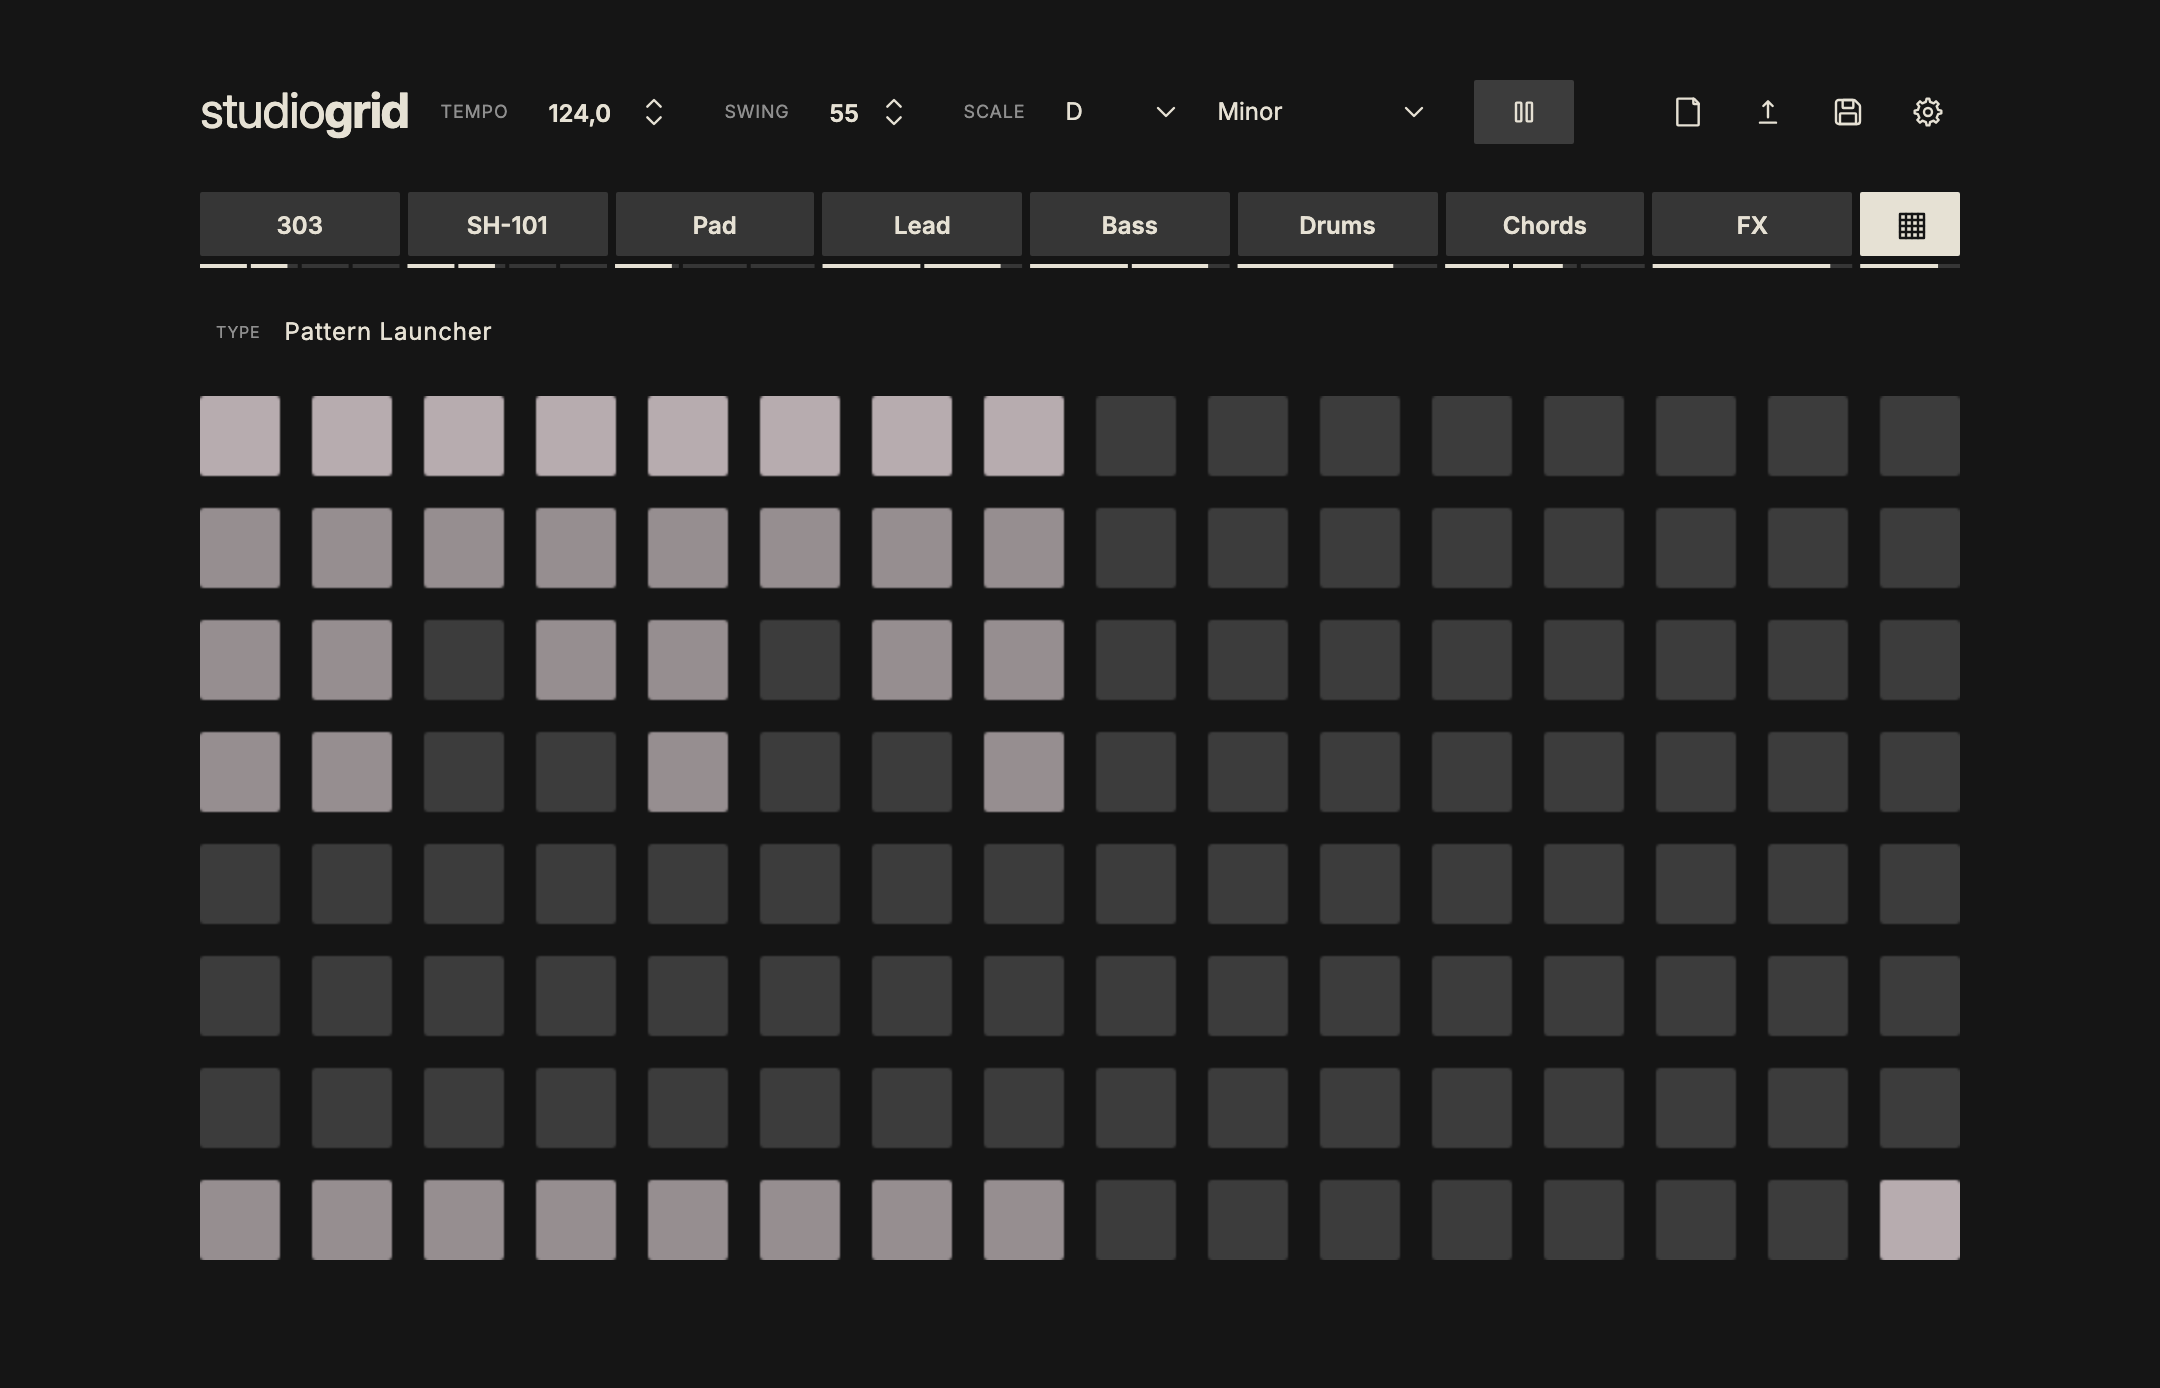 studiogrid TEMPO 124,0 SWING 55 SCALE D Minor
303 SH-101 Pad Lead Bass Drums Chords FX
TYPE Pattern Launcher